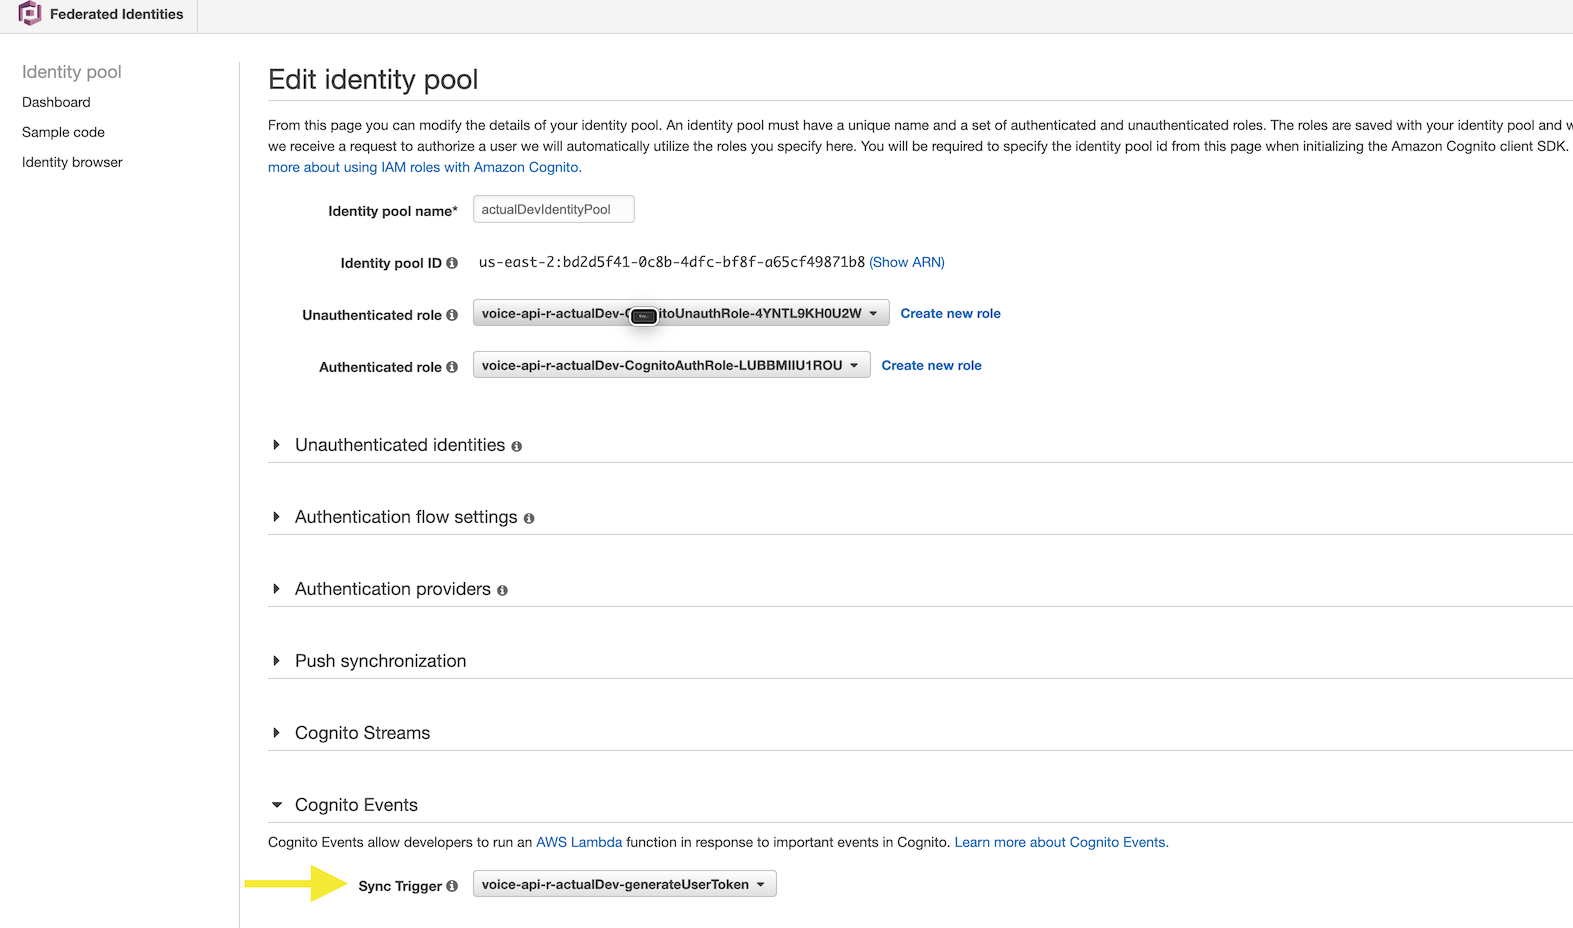 Federated Identities
Identity pool
Dashboard
Sample code
Identity browser
Edit identity pool
From this page you can modify the details of your identity pool. An identity pool must have a unique name and a set of authenticated and unauthenticated roles. The roles are saved with your identity pool and
we receive a request to authorize a user we will automatically utilize the roles you specify here. You will be required to specify the identity pool id from this page when initializing the Amazon Cognito client SDK.
more about using IAM roles with Amazon Cognito.
Identity pool name* actualDevIdentityPool
Identity pool ID us-east-2:bd2d5f41-0c8b-4dfc-bf8f-a65cf49871b8 (Show ARN)
Unauthenticated role voice-api-r-actualDev-C itoUnauthRole-4YNTL9KH0U2W Create new role
Authenticated role voice-api-r-actualDev-CognitoAuthRole-LUBBMIIU1ROU Create new role
Unauthenticated identities
Authentication flow settings
Authentication providers
Push synchronization
Cognito Streams
Cognito Events
Cognito Events allow developers to run an AWS Lambda function in response to important events in Cognito. Learn more about Cognito Events.
Sync Trigger voice-api-r-actualDev-generateUserToken